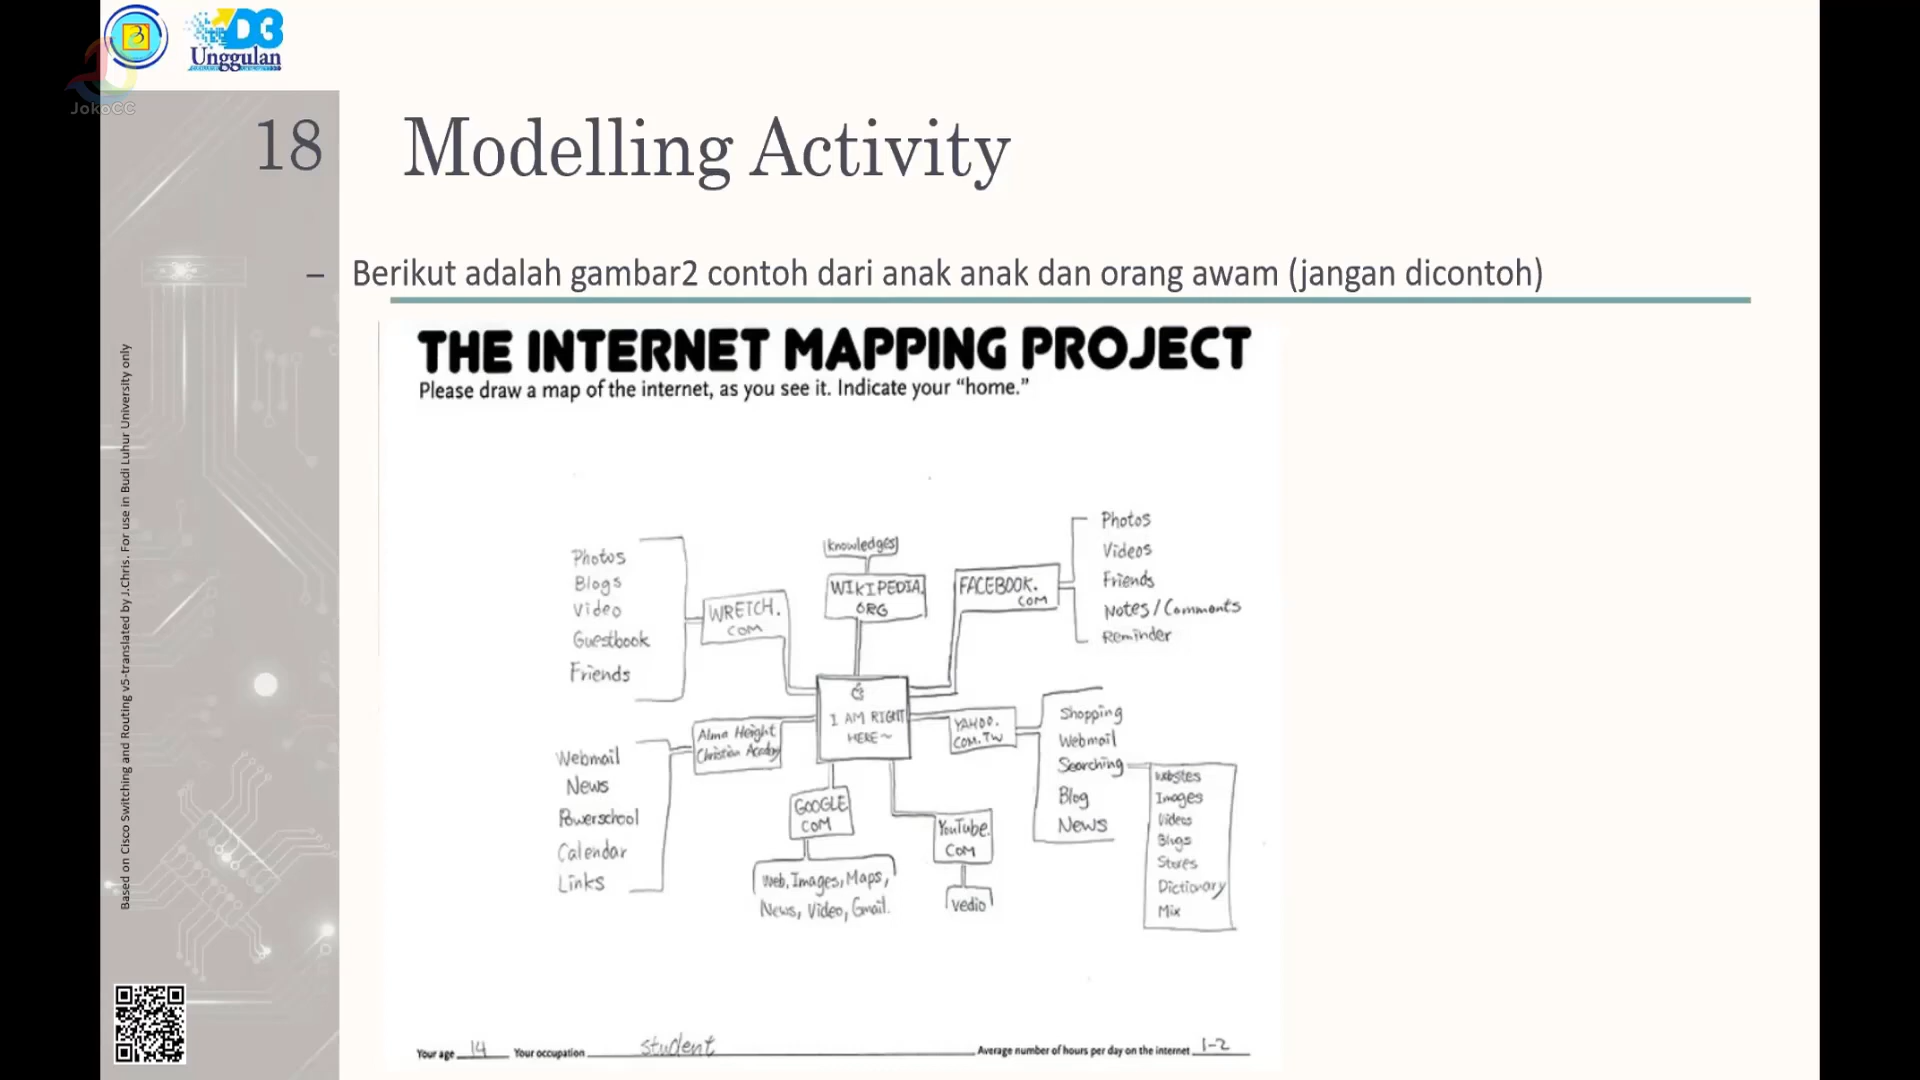 D3
Unggulan
JokoCC
18
Modelling Activity
– Berikut adalah gambar2 contoh dari anak anak dan orang awam (jangan dicontoh)
Based on Cisco Switching and Routing v5-translated by J.Chris. For use in Budi Luhur University only
THE INTERNET MAPPING PROJECT
Please draw a map of the internet, as you see it. Indicate your “home.”
Photos
Blogs
Video
Guestbook
Friends
WRETCH.
COM
knowledges
WIKIPEDIA.
ORG
FACEBOOK.
COM
Photos
Videos
Friends
Notes/Comments
Reminder
I AM RIGHT
HERE~
Alma Height
Christian Academy
Webmail
News
Powerschool
Calendar
Links
YAHOO.
COM.TW
Shopping
Webmail
Searching
Blog
News
Websites
Images
Videos
Blogs
Stores
Dictionary
Mix
GOOGLE
COM
Web, Images, Maps,
News, Video, Gmail.
YouTube.
COM
vedio
Your age 14 Your occupation student Average number of hours per day on the internet 1-2